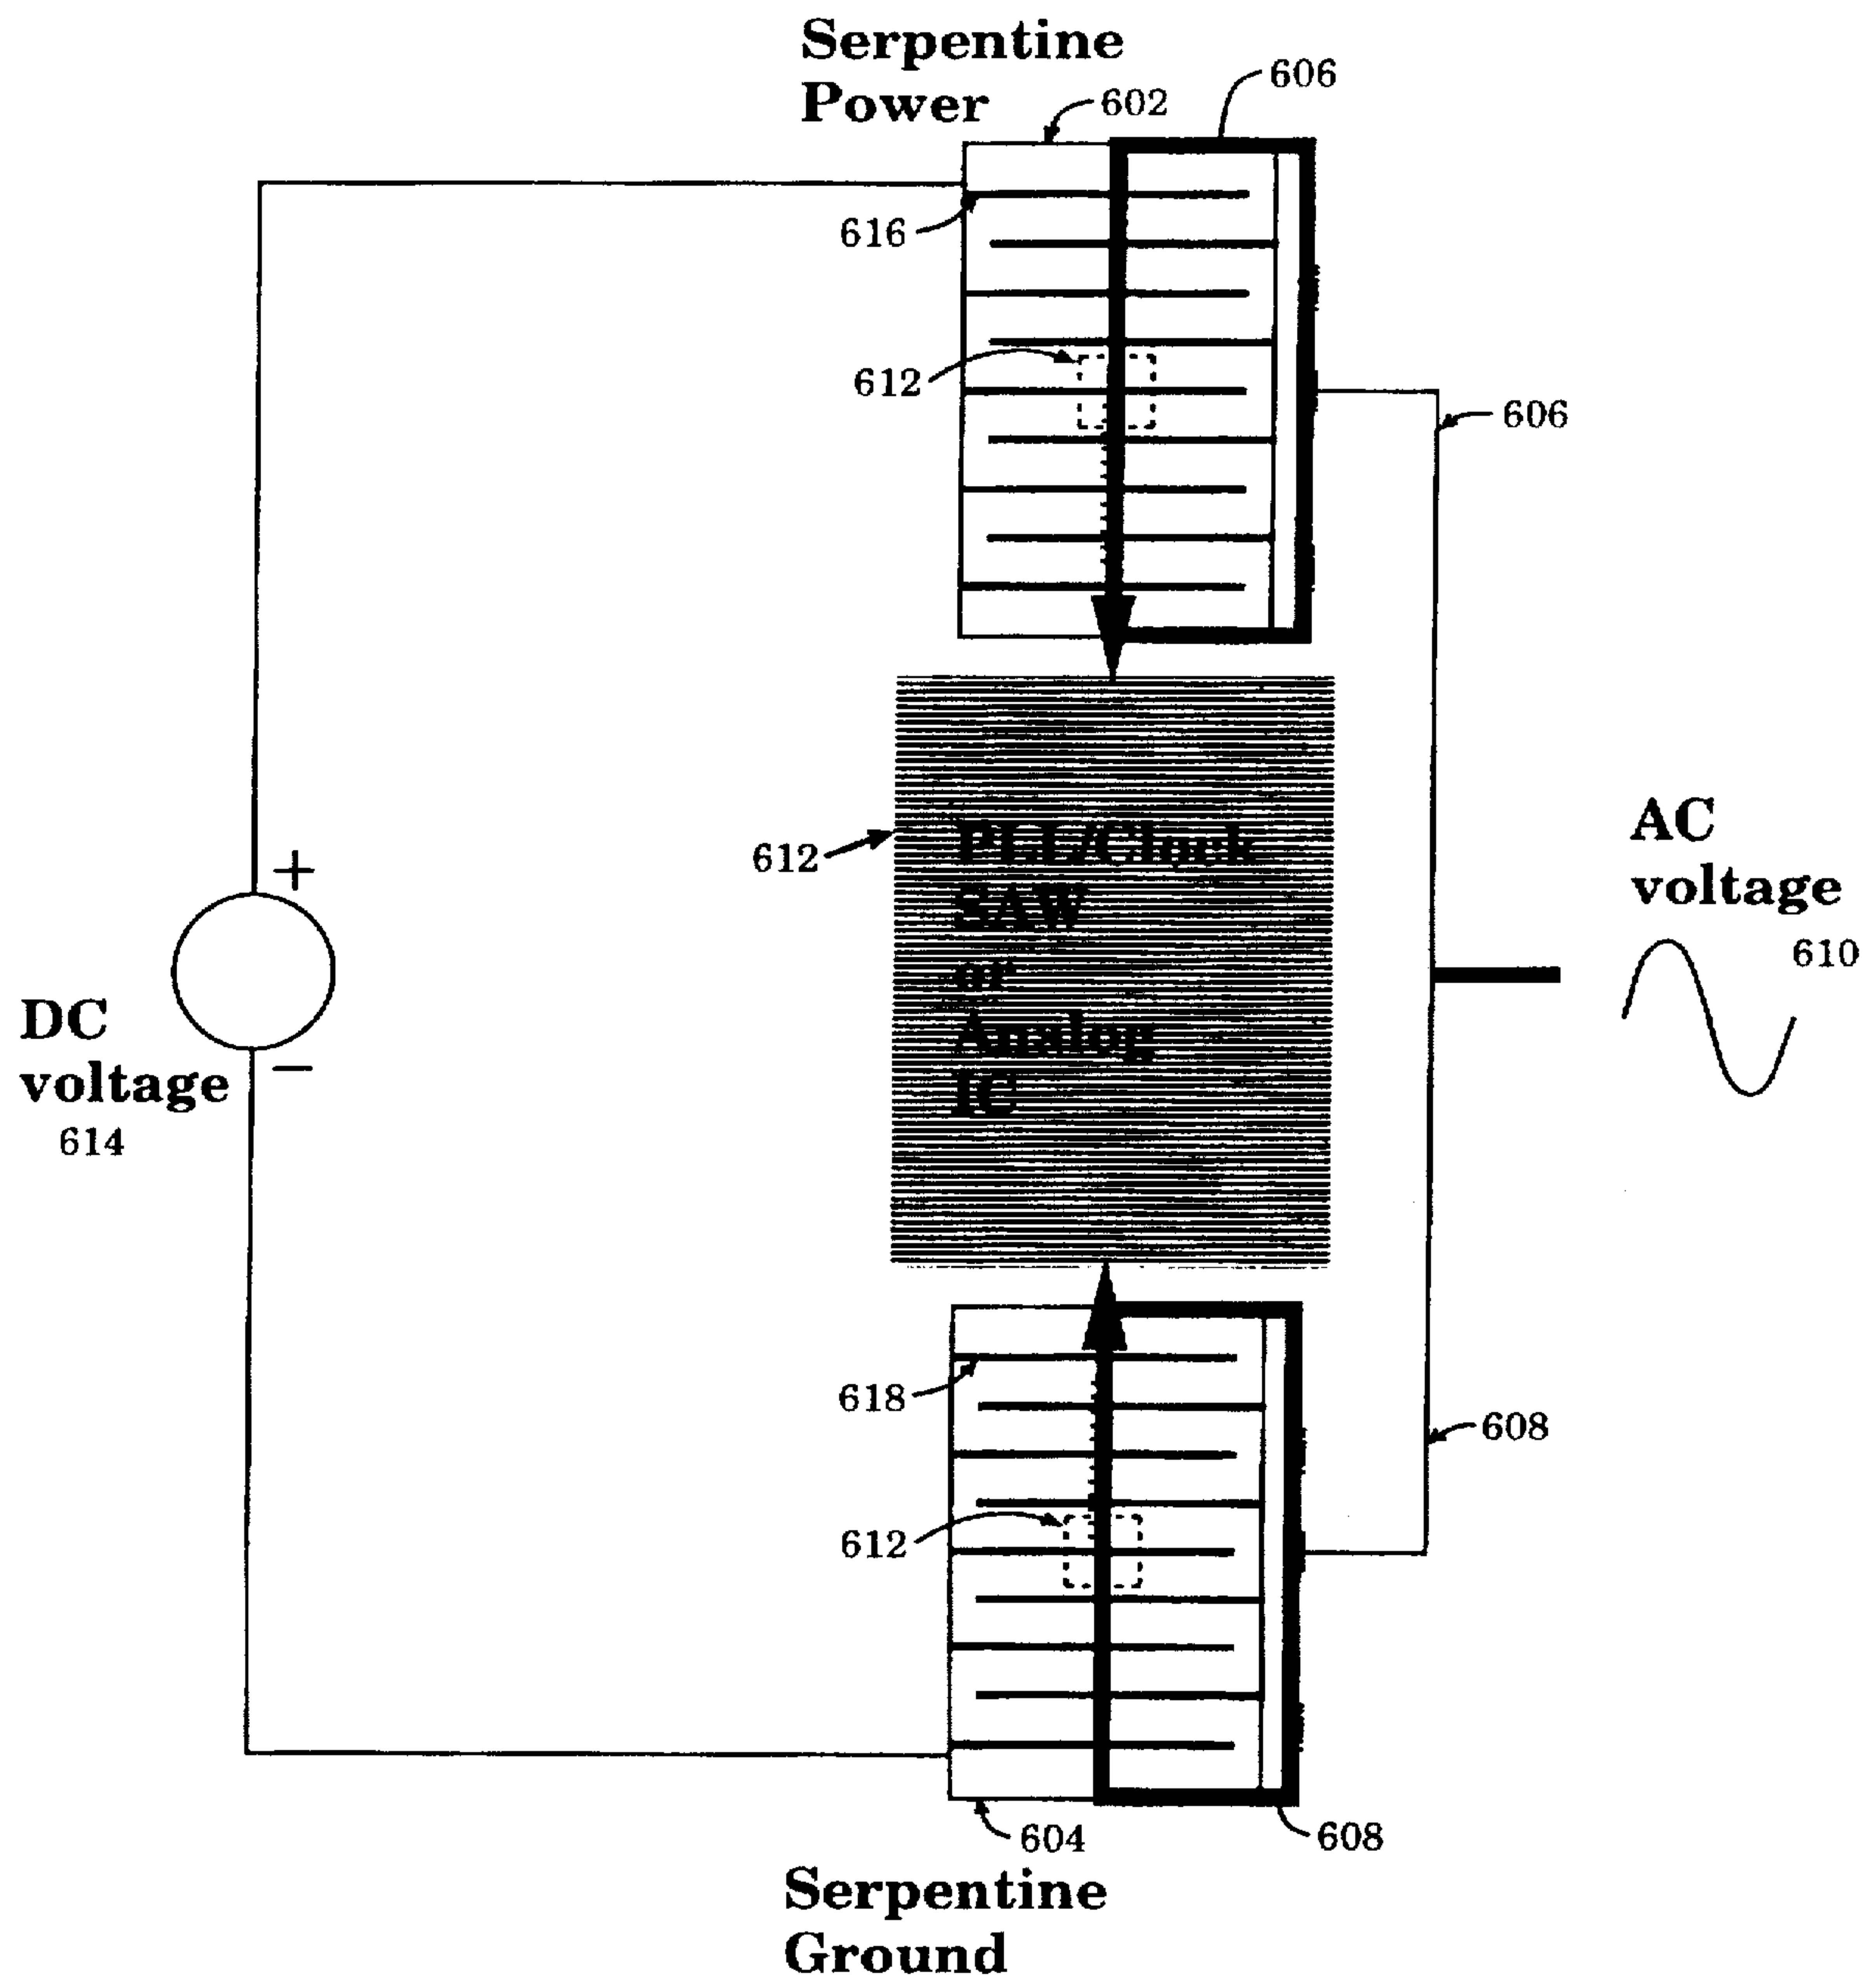 Serpentine
Power
602
606
616
612
606
612
PLL/Clock
SAW
or
Analog
IC
AC
voltage
610
+
DC
voltage
614
−
618
608
612
604
608
Serpentine
Ground